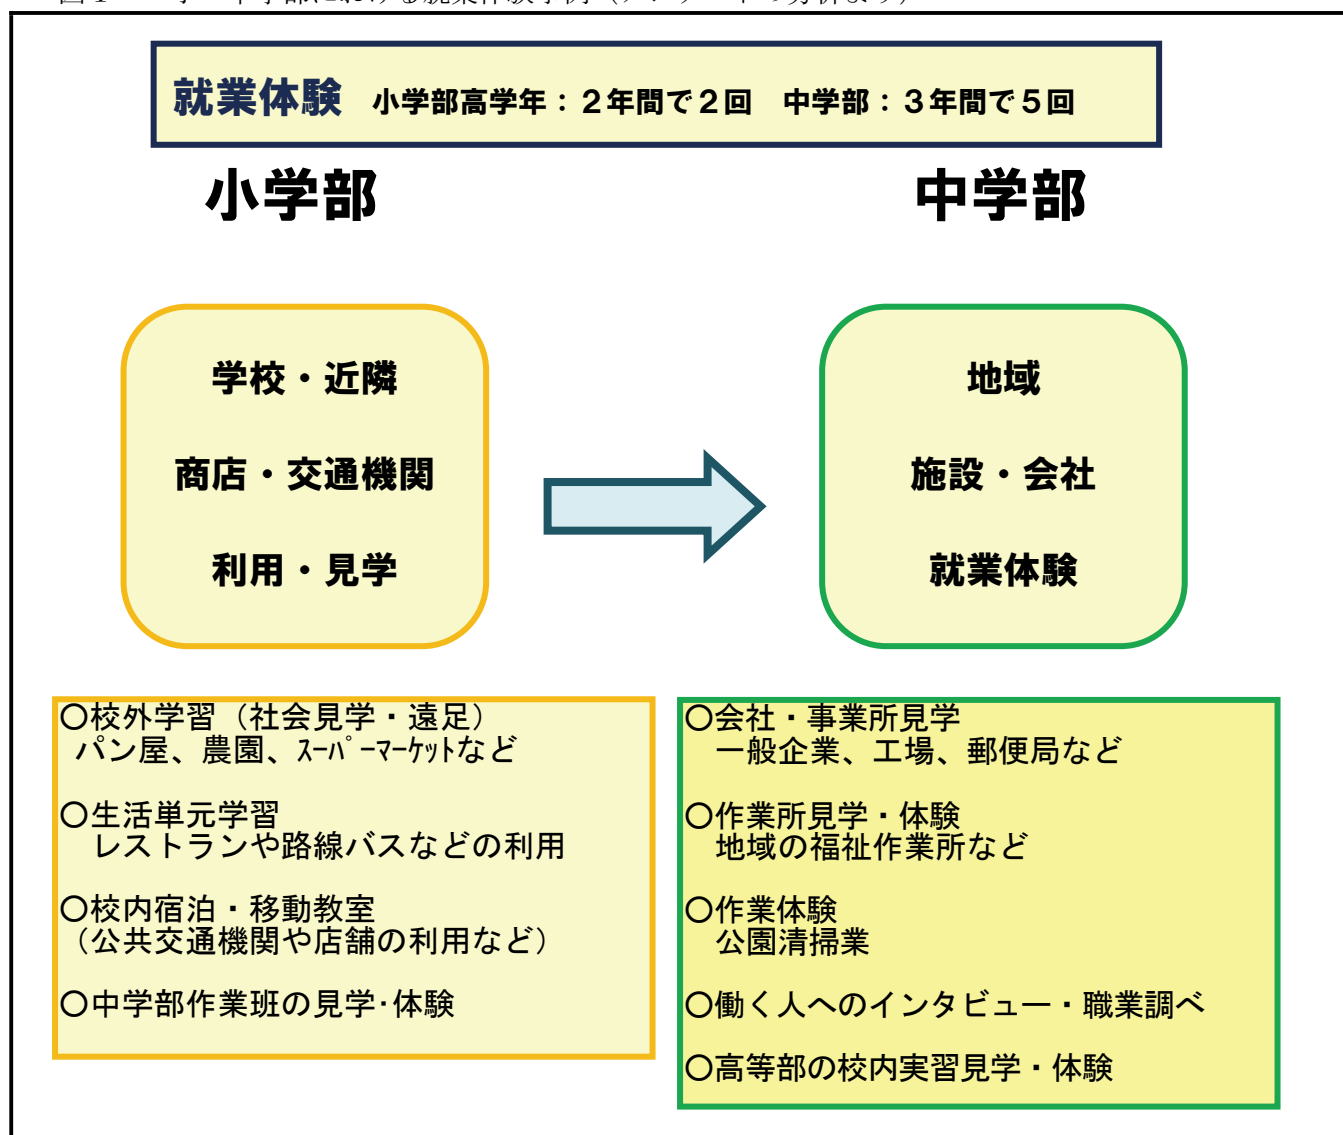 就業体験 小学部高学年：２年間で２回 中学部：３年間で５回
小学部
中学部
学校・近隣
商店・交通機関
利用・見学
地域
施設・会社
就業体験
〇校外学習（社会見学・遠足）
パン屋、農園、ｽｰﾊﾟｰﾏｰｹｯﾄなど
〇生活単元学習
レストランや路線バスなどの利用
〇校内宿泊・移動教室
（公共交通機関や店舗の利用など）
〇中学部作業班の見学･体験
〇会社・事業所見学
一般企業、工場、郵便局など
〇作業所見学・体験
地域の福祉作業所など
〇作業体験
公園清掃業
〇働く人へのインタビュー・職業調べ
〇高等部の校内実習見学・体験